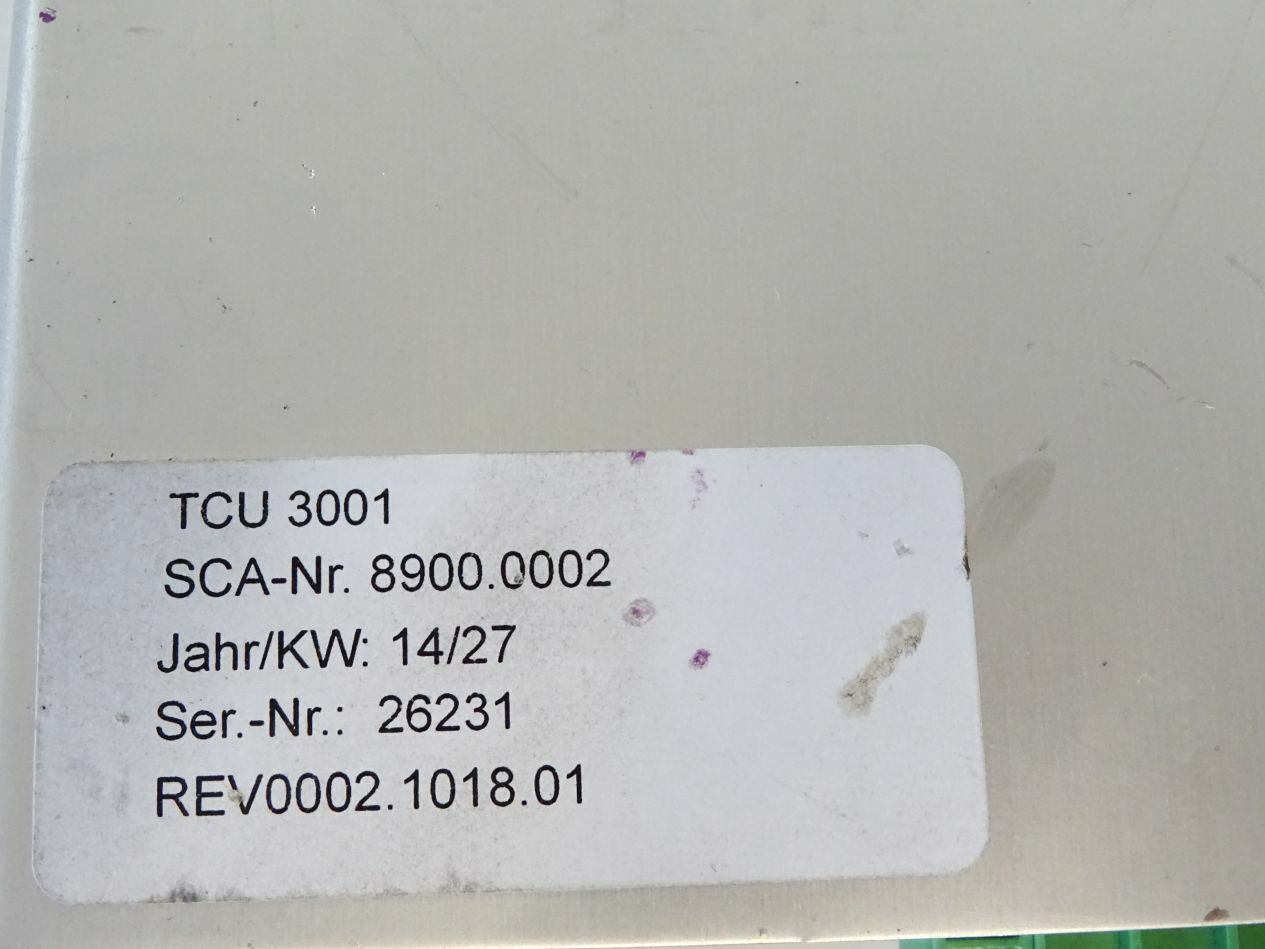 TCU 3001
SCA-Nr. 8900.0002
Jahr/KW: 14/27
Ser.-Nr.: 26231
REV0002.1018.01